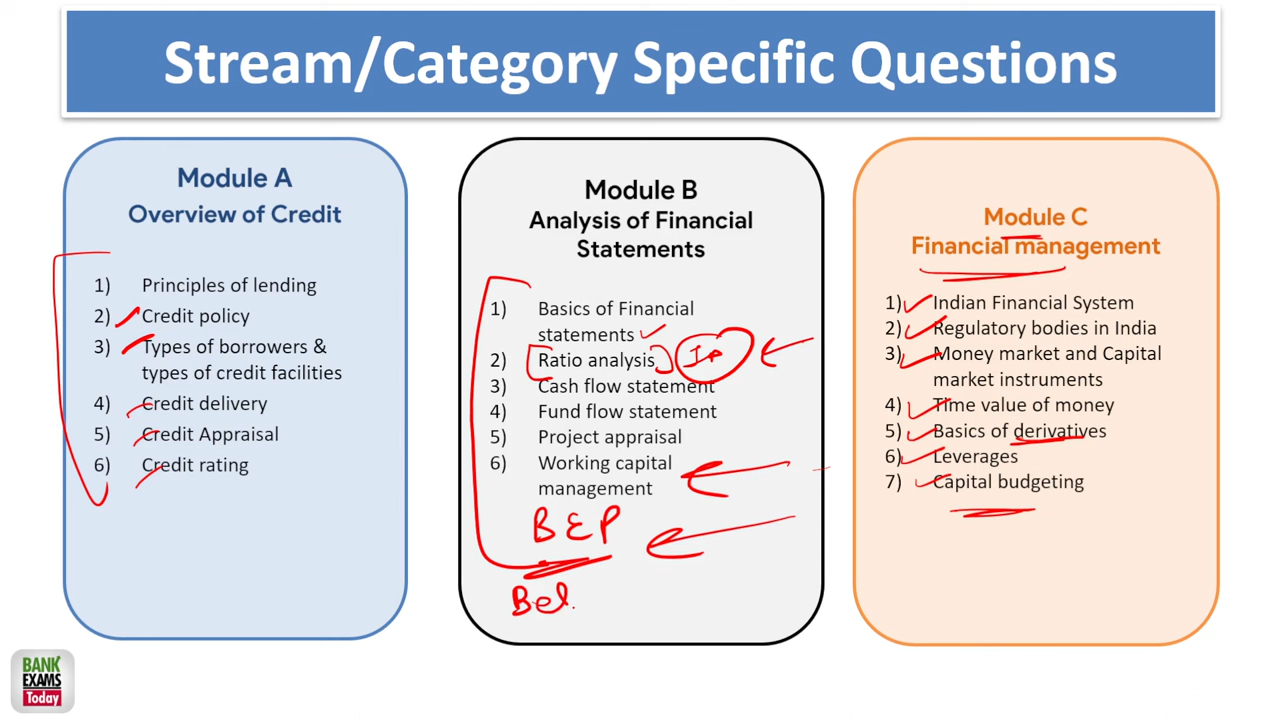 Stream/Category Specific Questions
Module A
Overview of Credit
1) Principles of lending
2) Credit policy
3) Types of borrowers &
types of credit facilities
4) Credit delivery
5) Credit Appraisal
6) Credit rating
Module B
Analysis of Financial
Statements
1) Basics of Financial
statements
2) Ratio analysis
3) Cash flow statement
4) Fund flow statement
5) Project appraisal
6) Working capital
management
BEP
Module C
Financial management
1) Indian Financial System
2) Regulatory bodies in India
3) Money market and Capital
market instruments
4) Time value of money
5) Basics of derivatives
6) Leverages
7) Capital budgeting
BANK
EXAMS
Today